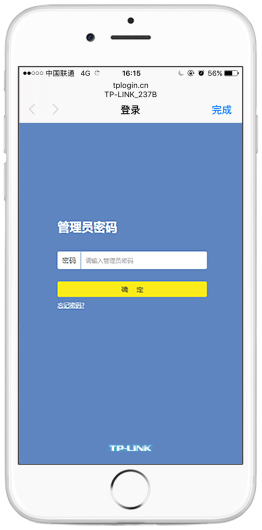 中国联通 4G 16:15 56%
tplogin.cn
TP-LINK_237B
登录 完成
管理员密码
密码 请输入管理员密码
确 定
忘记密码?
TP-LINK